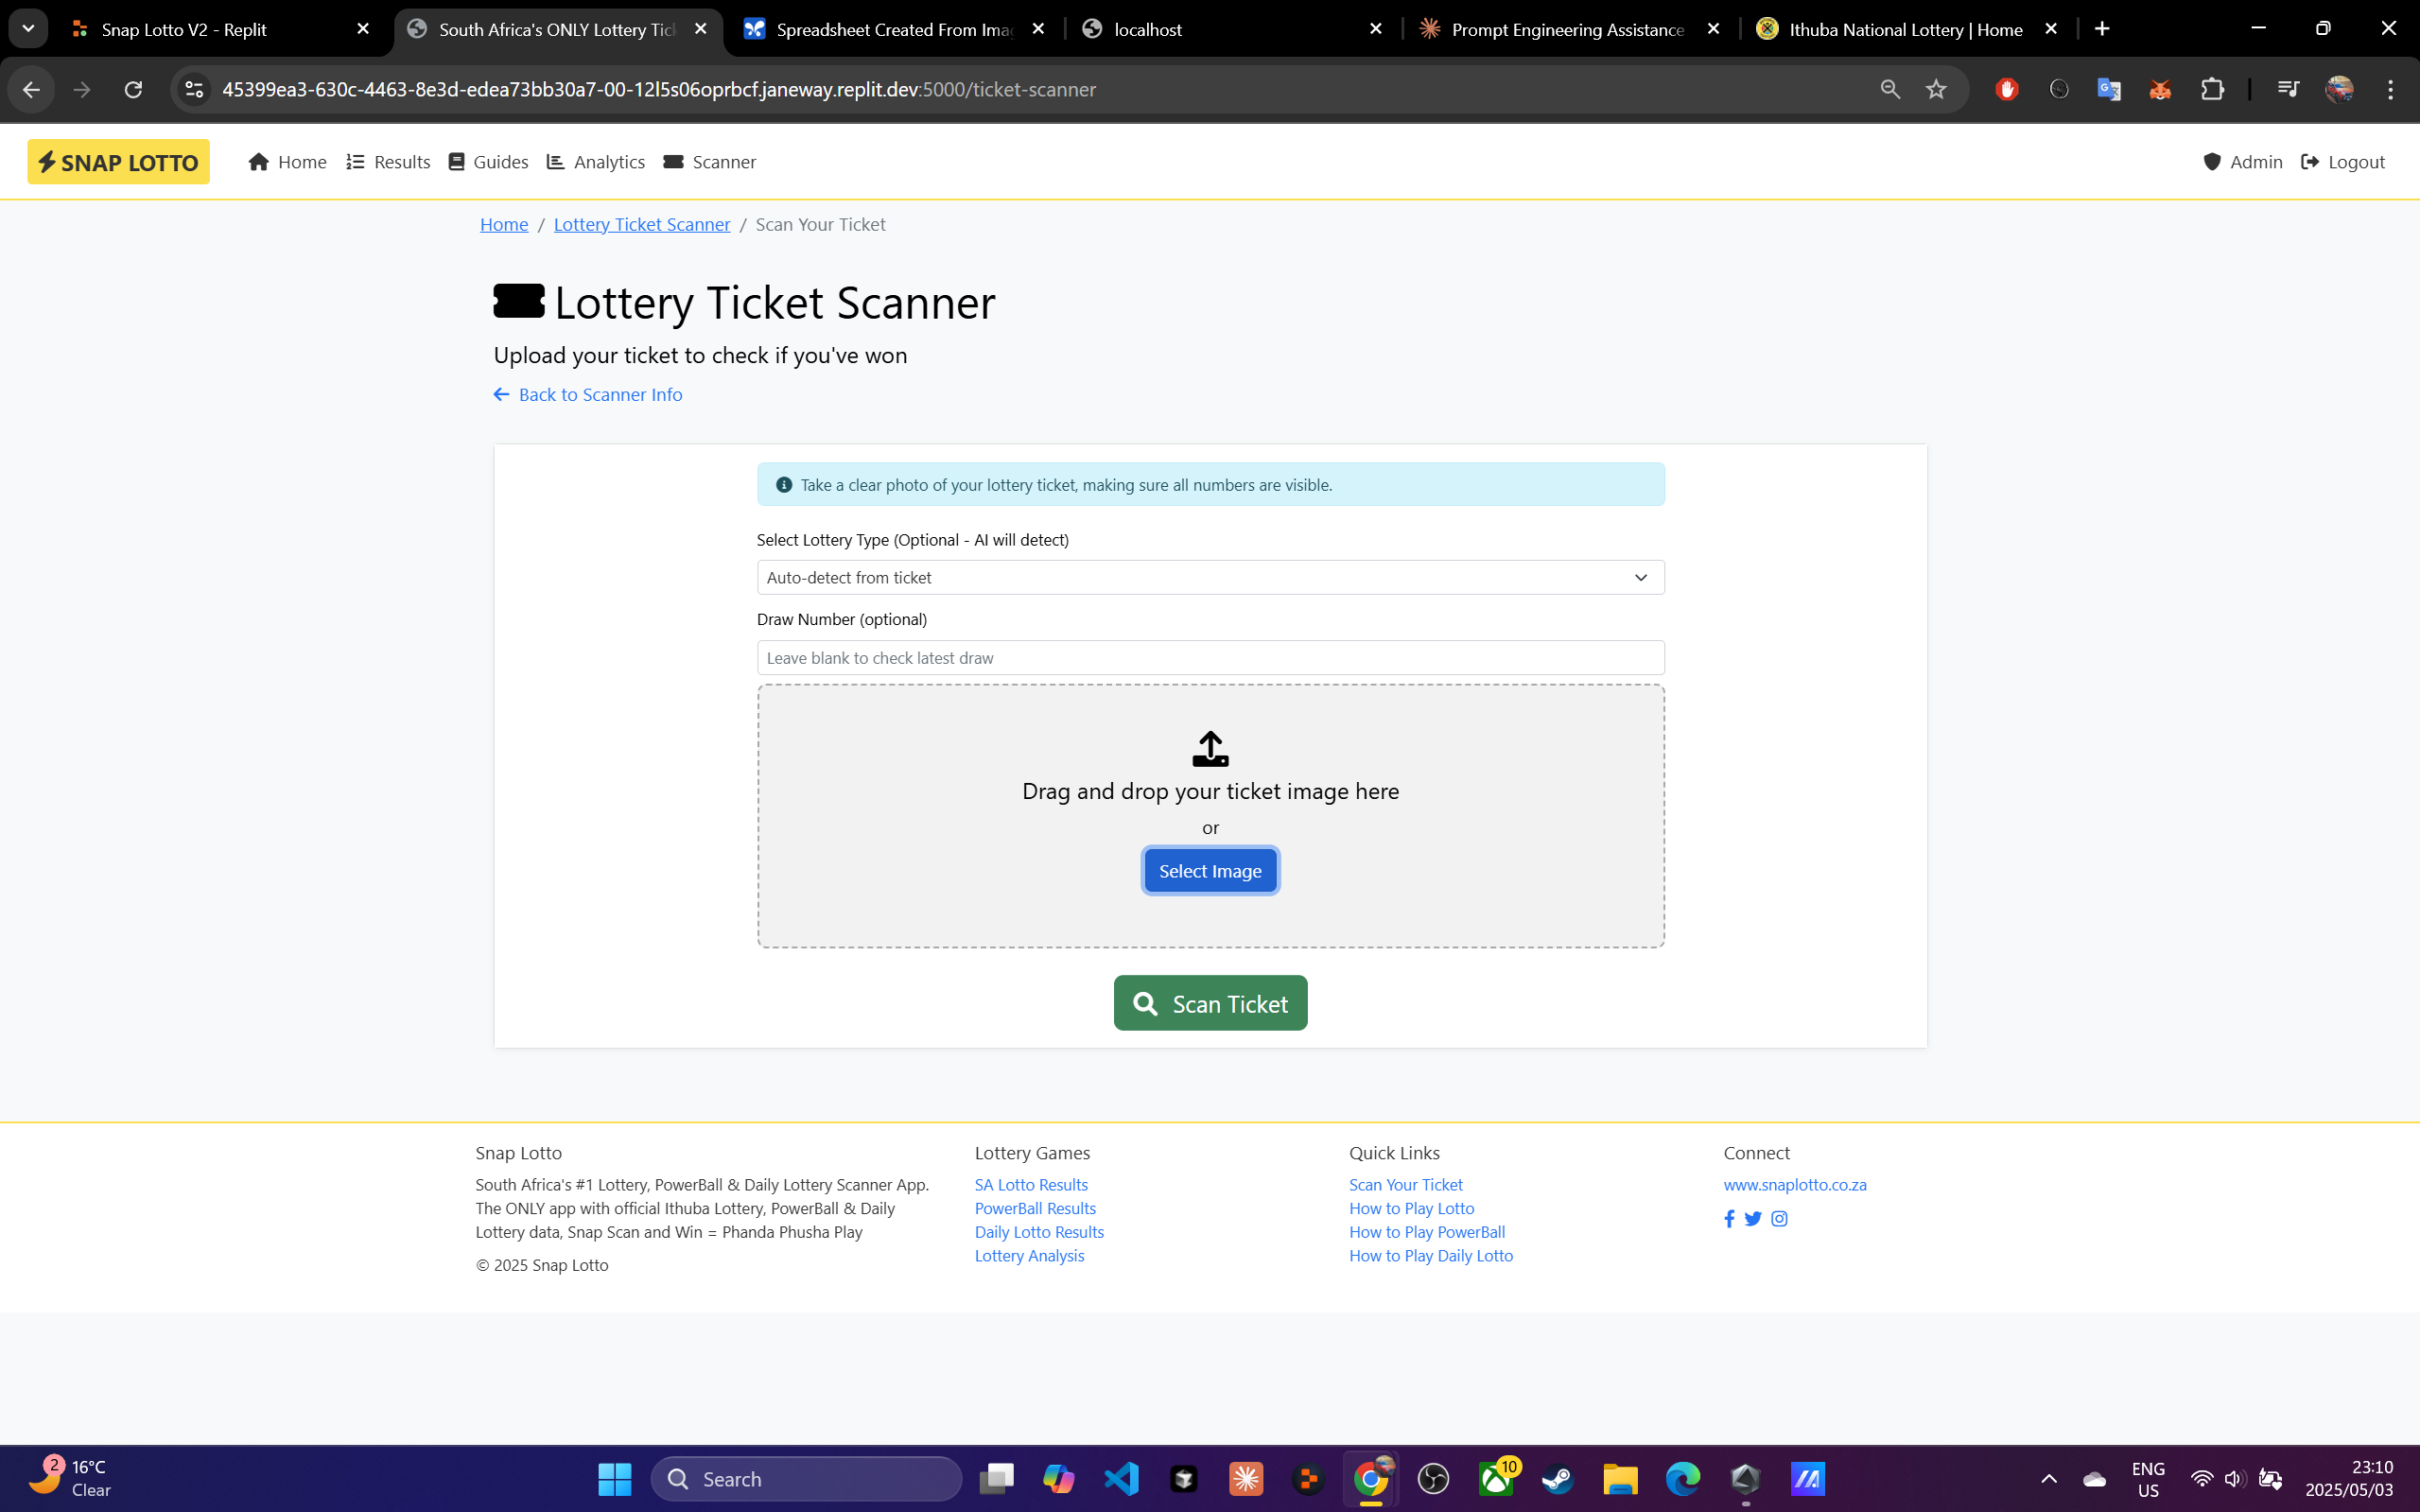 Snap Lotto V2 - Replit
South Africa's ONLY Lottery Tick
Spreadsheet Created From Imag
localhost
Prompt Engineering Assistance
Ithuba National Lottery | Home
45399ea3-630c-4463-8e3d-edea73bb30a7-00-12l5s06oprbcf.janeway.replit.dev:5000/ticket-scanner
SNAP LOTTO
Home
Results
Guides
Analytics
Scanner
Admin
Logout
Home / Lottery Ticket Scanner / Scan Your Ticket
Lottery Ticket Scanner
Upload your ticket to check if you've won
Back to Scanner Info
Take a clear photo of your lottery ticket, making sure all numbers are visible.
Select Lottery Type (Optional - AI will detect)
Auto-detect from ticket
Draw Number (optional)
Leave blank to check latest draw
Drag and drop your ticket image here
or
Select Image
Scan Ticket
Snap Lotto
South Africa's #1 Lottery, PowerBall & Daily Lottery Scanner App.
The ONLY app with official Ithuba Lottery, PowerBall & Daily
Lottery data, Snap Scan and Win = Phanda Phusha Play
© 2025 Snap Lotto
Lottery Games
SA Lotto Results
PowerBall Results
Daily Lotto Results
Lottery Analysis
Quick Links
Scan Your Ticket
How to Play Lotto
How to Play PowerBall
How to Play Daily Lotto
Connect
www.snaplotto.co.za
2
16°C
Clear
Search
10
ENG
US
23:10
2025/05/03